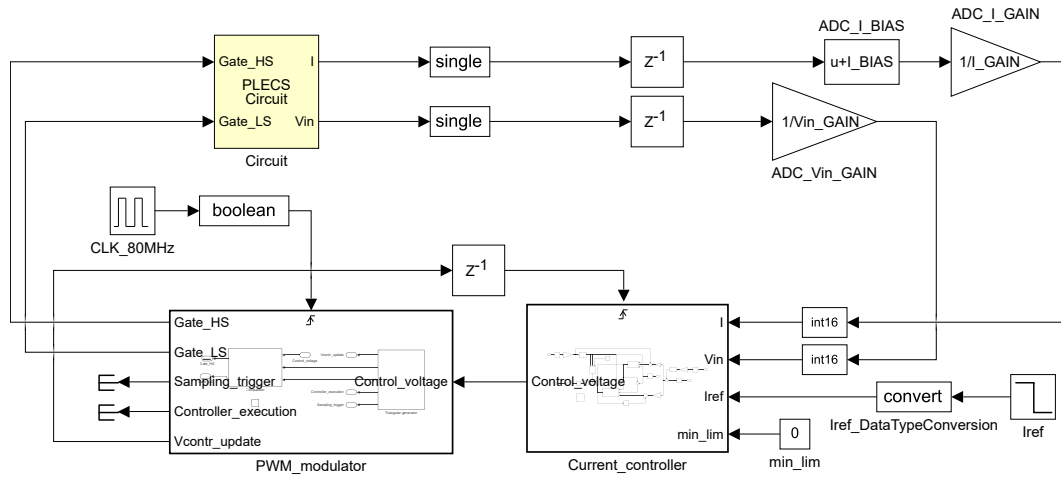 ADC_I_GAIN
ADC_I_BIAS
Gate_HS
I
single
Z-1
u+I_BIAS
1/I_GAIN
PLECS
Circuit
Gate_LS
Vin
single
Z-1
1/Vin_GAIN
Circuit
ADC_Vin_GAIN
boolean
CLK_80MHz
Z-1
Gate_HS
I
int16
Gate_LS
Vin
int16
Sampling_trigger
Control_voltage
Control_voltage
Iref
convert
Controller_execution
Iref_DataTypeConversion
Iref
Vcontr_update
min_lim
0
min_lim
PWM_modulator
Current_controller